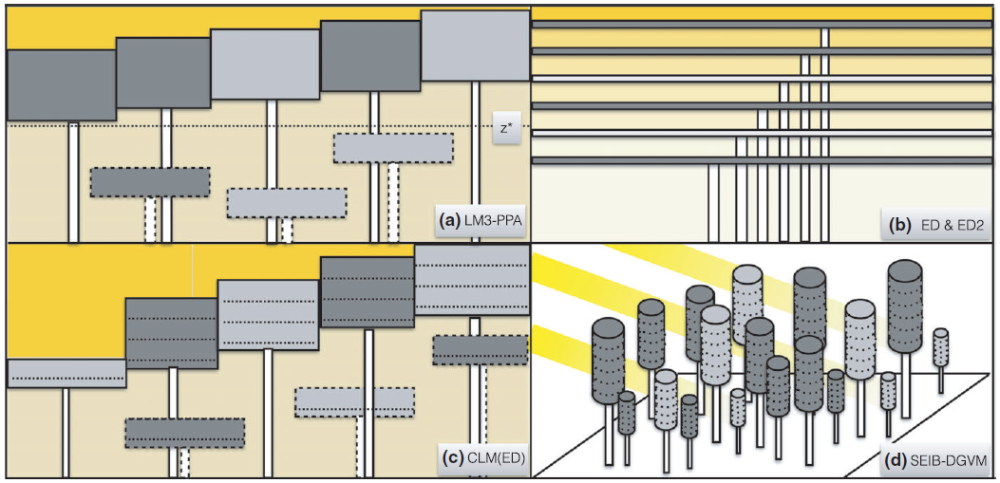 z*
(a) LM3-PPA
(b) ED & ED2
(c) CLM(ED)
(d) SEIB-DGVM